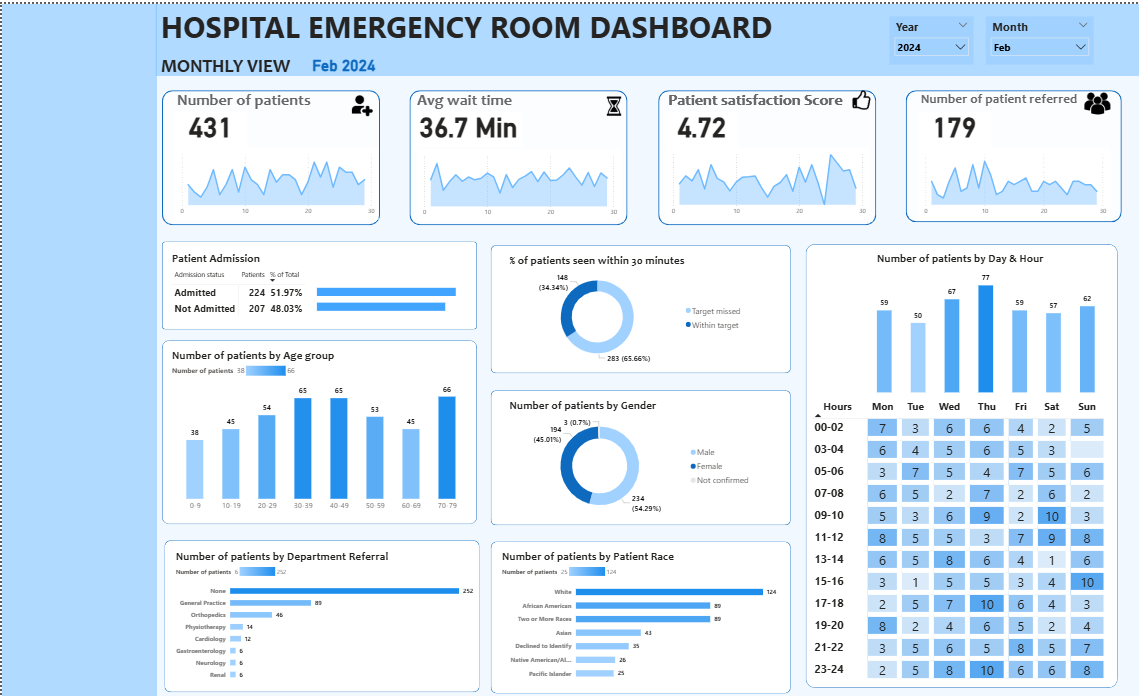 HOSPITAL EMERGENCY ROOM DASHBOARD
Year
2024
Month
Feb
MONTHLY VIEW Feb 2024
Number of patients
431
0 10 20 30
Avg wait time
36.7 Min
0 10 20 30
Patient satisfaction Score
4.72
0 10 20 30
Number of patient referred
179
0 10 20 30
Patient Admission
Admission status Patients % of Total
Admitted 224 51.97%
Not Admitted 207 48.03%
% of patients seen within 30 minutes
148
(34.34%)
283 (65.66%)
Target missed
Within target
Number of patients by Age group
Number of patients 38 66
38 45 54 65 65 53 45 66
0-9 10-19 20-29 30-39 40-49 50-59 60-69 70-79
Number of patients by Gender
3 (0.7%)
194
(45.01%)
234
(54.29%)
Male
Female
Not confirmed
Number of patients by Department Referral
Number of patients 6 252
None 252
General Practice 89
Orthopedics 46
Physiotherapy 14
Cardiology 12
Gastroenterology 6
Neurology 6
Renal 6
Number of patients by Patient Race
Number of patients 25 124
White 124
African American 89
Two or More Races 89
Asian 43
Declined to Identify 35
Native American/Al... 26
Pacific Islander 25
Number of patients by Day & Hour
59 50 67 77 59 57 62
Hours Mon Tue Wed Thu Fri Sat Sun
00-02 7 3 6 6 4 2 5
03-04 6 4 5 6 5 3
05-06 3 7 5 4 7 5 6
07-08 6 5 2 7 2 6 2
09-10 5 3 6 9 2 10 3
11-12 8 5 5 3 7 9 8
13-14 6 5 8 6 4 1 6
15-16 3 1 5 5 3 4 10
17-18 2 5 7 10 6 4 3
19-20 8 2 4 6 5 2 4
21-22 3 5 6 5 8 5 7
23-24 2 5 8 10 6 6 8